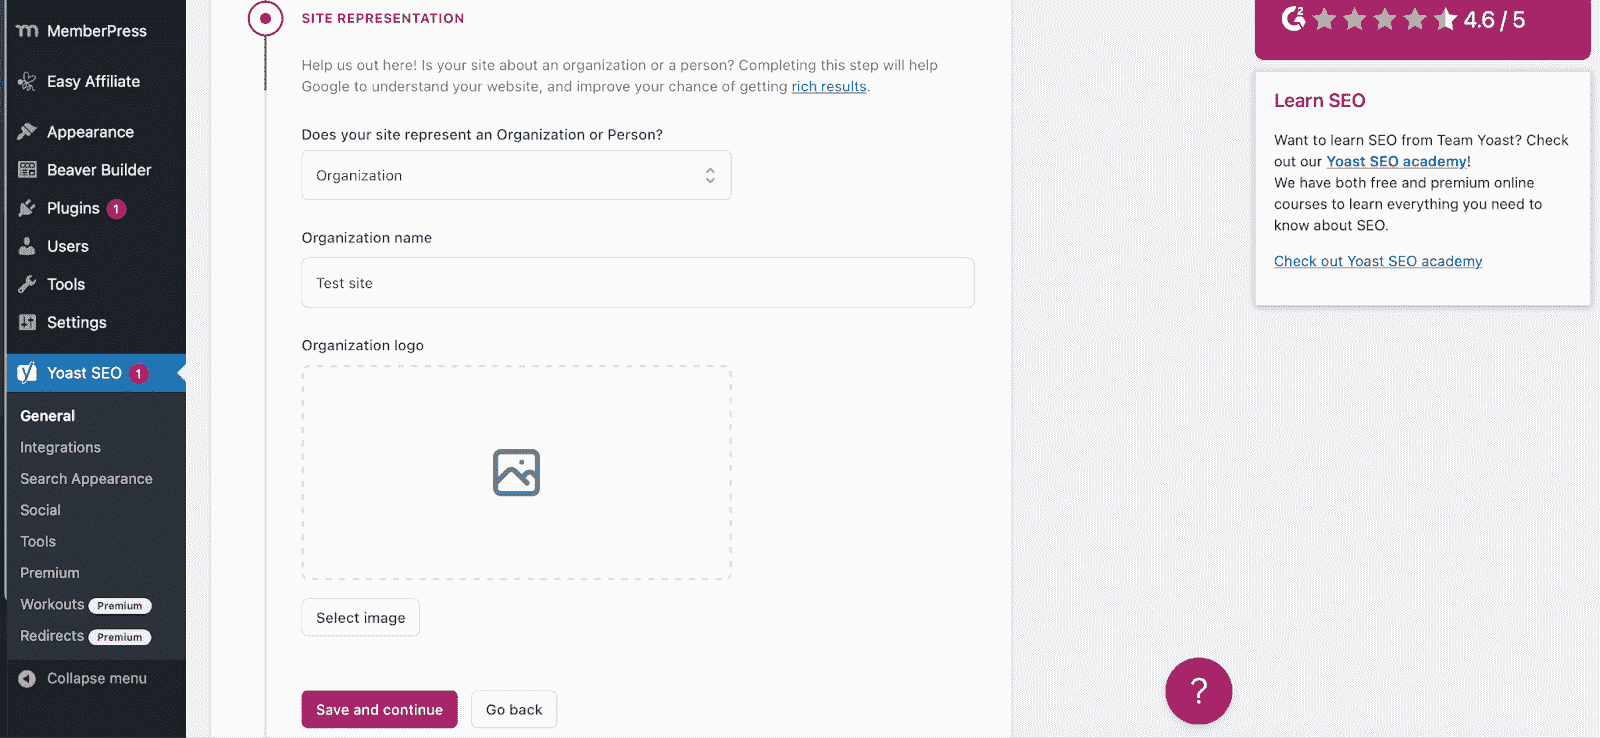 MemberPress
Easy Affiliate
Appearance
Beaver Builder
Plugins 1
Users
Tools
Settings
Yoast SEO 1
General
Integrations
Search Appearance
Social
Tools
Premium
Workouts Premium
Redirects Premium
Collapse menu
SITE REPRESENTATION
Help us out here! Is your site about an organization or a person? Completing this step will help
Google to understand your website, and improve your chance of getting rich results.
Does your site represent an Organization or Person?
Organization
Organization name
Test site
Organization logo
Select image
Save and continue
Go back
G2 4.6 / 5
Learn SEO
Want to learn SEO from Team Yoast? Check
out our Yoast SEO academy!
We have both free and premium online
courses to learn everything you need to
know about SEO.
Check out Yoast SEO academy
?